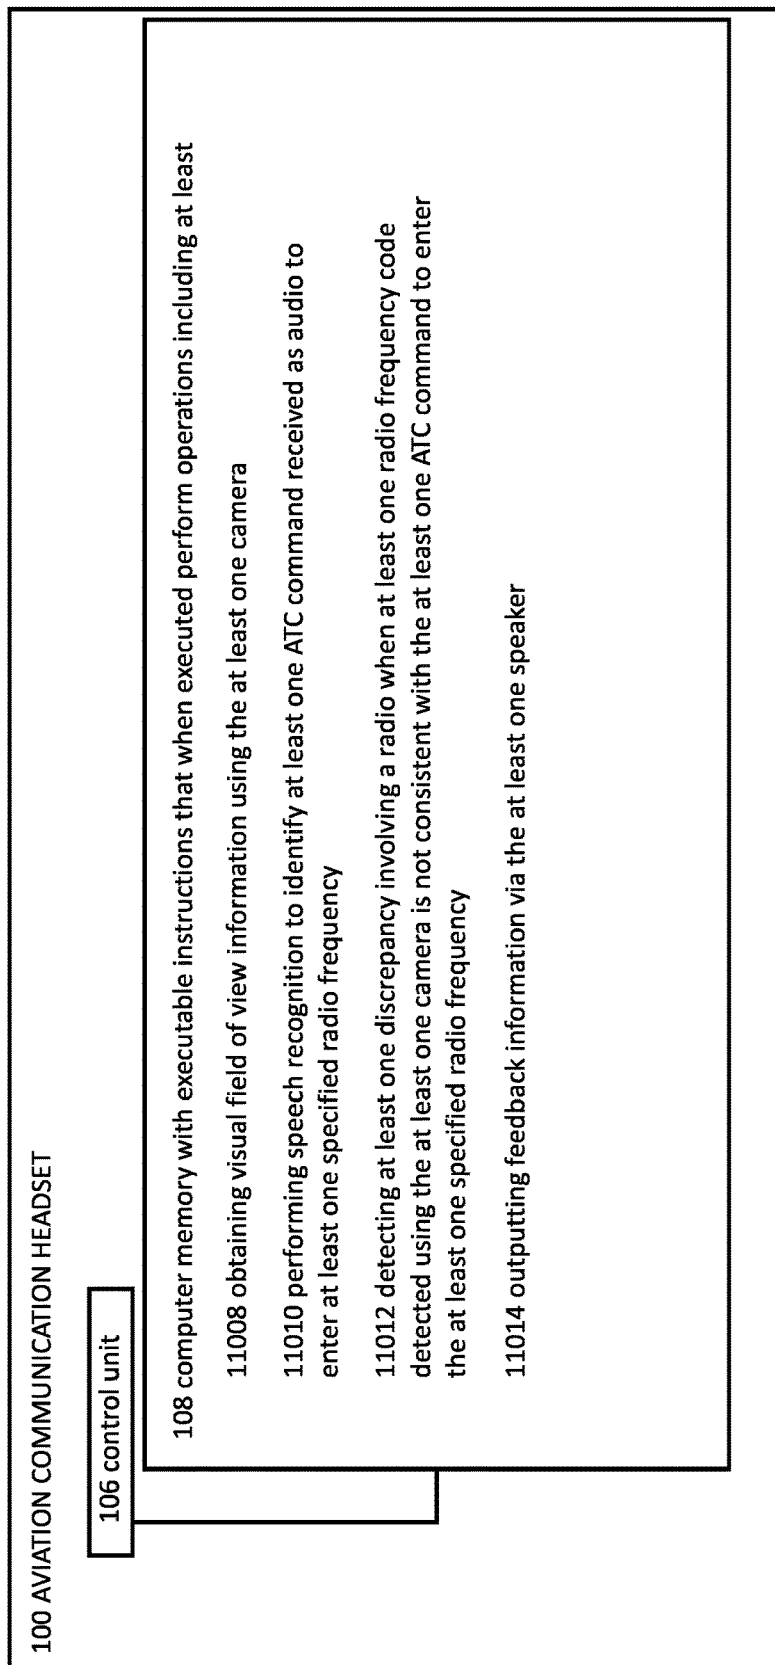 100 AVIATION COMMUNICATION HEADSET
106 control unit
108 computer memory with executable instructions that when executed perform operations including at least
11008 obtaining visual field of view information using the at least one camera
11010 performing speech recognition to identify at least one ATC command received as audio to
enter at least one specified radio frequency
11012 detecting at least one discrepancy involving a radio when at least one radio frequency code
detected using the at least one camera is not consistent with the at least one ATC command to enter
the at least one specified radio frequency
11014 outputting feedback information via the at least one speaker